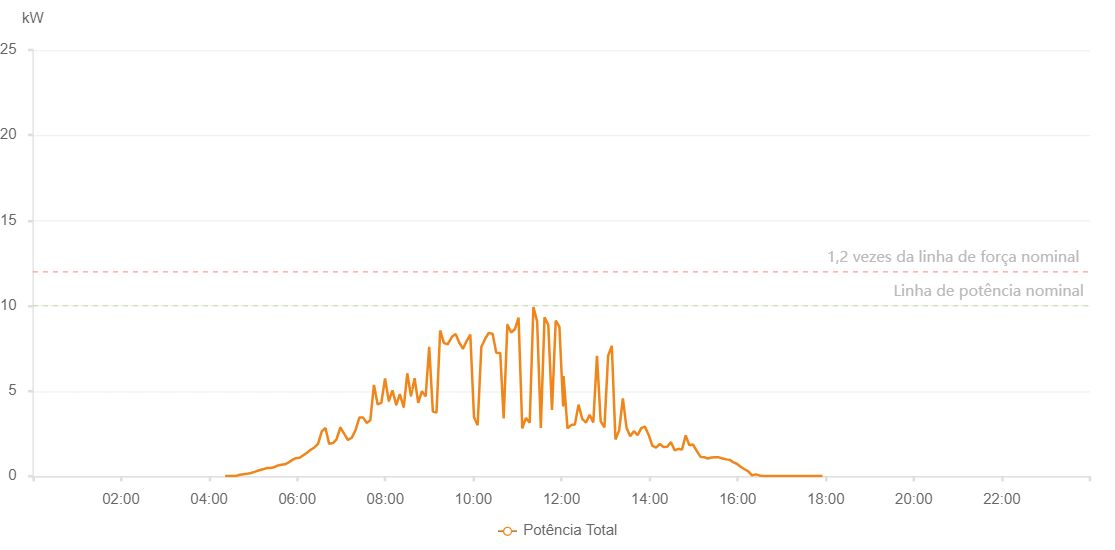 kW
25
20
15
1,2 vezes da linha de força nominal
Linha de potência nominal
10
5
0
02:00 04:00 06:00 08:00 10:00 12:00 14:00 16:00 18:00 20:00 22:00
Potência Total